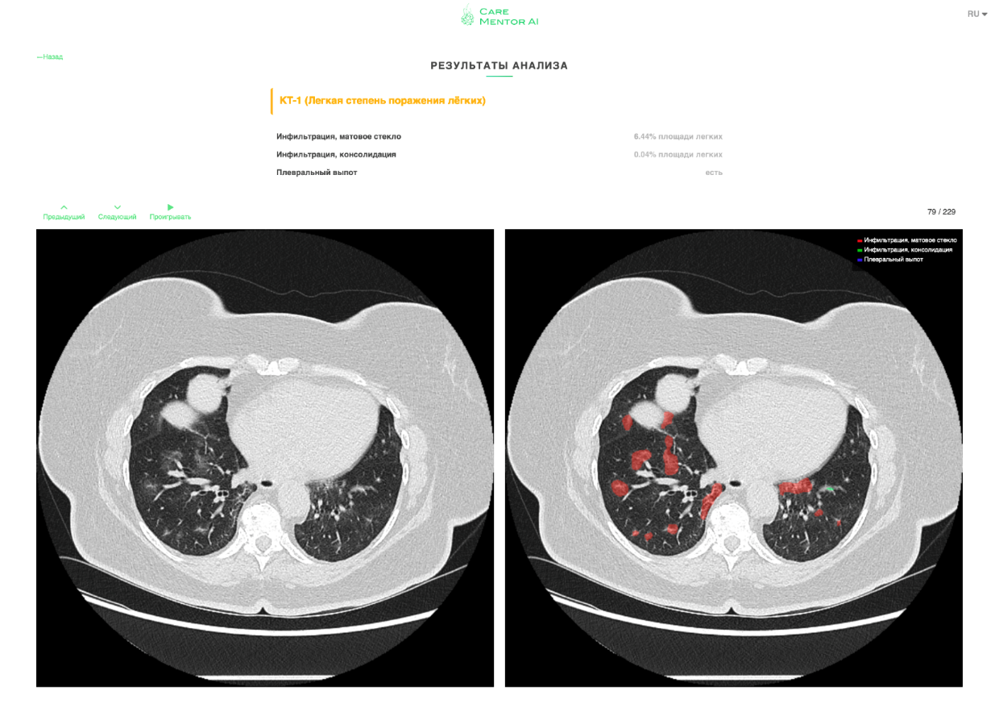 CARE
MENTOR AI
RU
—Назад
РЕЗУЛЬТАТЫ АНАЛИЗА
КТ-1 (Легкая степень поражения лёгких)
Инфильтрация, матовое стекло 6.44% площади легких
Инфильтрация, консолидация 0.04% площади легких
Плевральный выпот есть
Предыдущий Следующий Проигрывать 79 / 229
Инфильтрация, матовое стекло
Инфильтрация, консолидация
Плевральный выпот